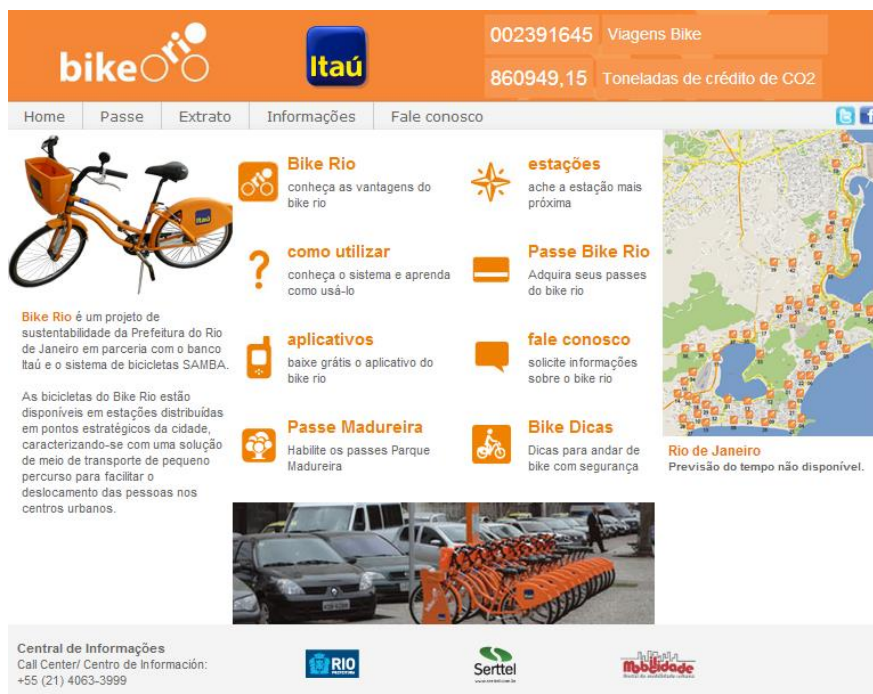 bike rio
Itaú
002391645 Viagens Bike
860949,15 Toneladas de crédito de CO2
Home Passe Extrato Informações Fale conosco
Bike Rio é um projeto de
sustentabilidade da Prefeitura do Rio
de Janeiro em parceria com o banco
Itaú e o sistema de bicicletas SAMBA.
As bicicletas do Bike Rio estão
disponíveis em estações distribuídas
em pontos estratégicos da cidade,
caracterizando-se com uma solução
de meio de transporte de pequeno
percurso para facilitar o
deslocamento das pessoas nos
centros urbanos.
Bike Rio
conheça as vantagens do
bike rio
estações
ache a estação mais
próxima
como utilizar
conheça o sistema e aprenda
como usá-lo
Passe Bike Rio
Adquira seus passes
do bike rio
aplicativos
baixe grátis o aplicativo do
bike rio
fale conosco
solicite informações
sobre o bike rio
Passe Madureira
Habilite os passes Parque
Madureira
Bike Dicas
Dicas para andar de
bike com segurança
Rio de Janeiro
Previsão do tempo não disponível.
Central de Informações
Call Center/ Centro de Información:
+55 (21) 4063-3999
RIO
PREFEITURA
Serttel
www.serttel.com.br
Mobilidade